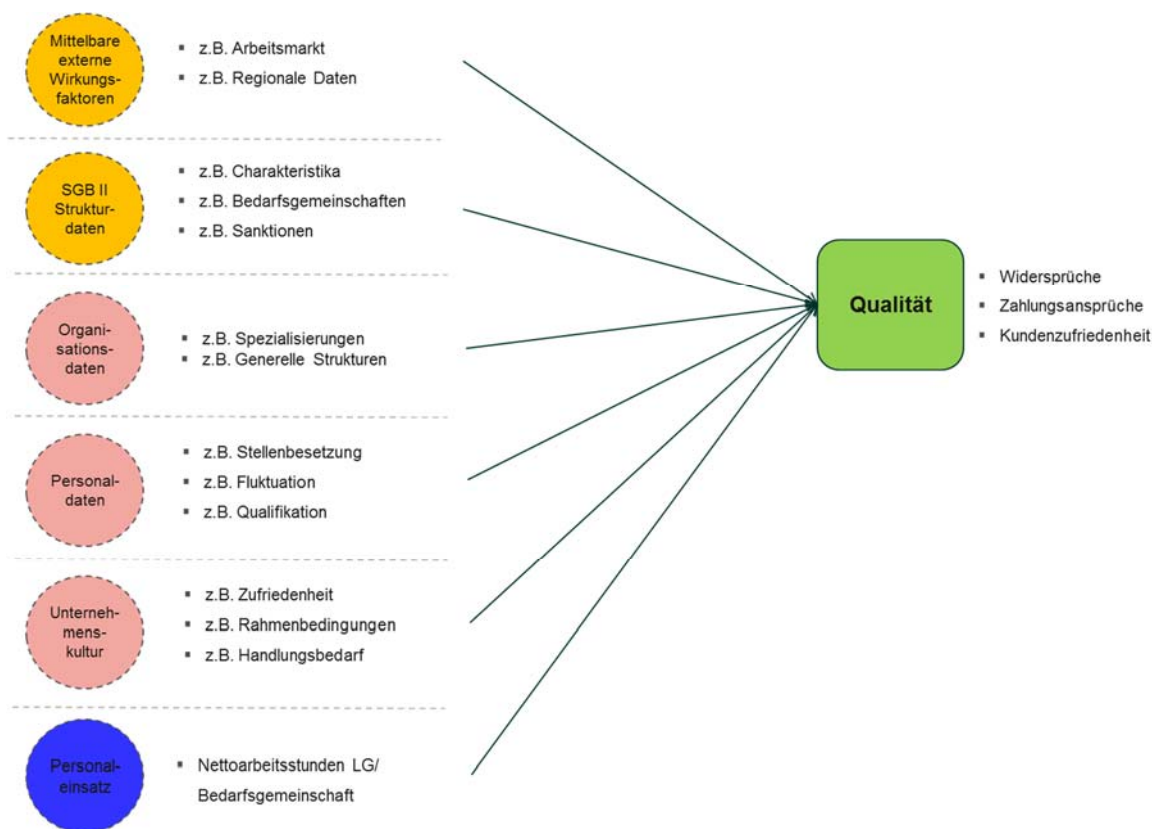 Mittelbare
externe
Wirkungs-
faktoren
▪ z.B. Arbeitsmarkt
▪ z.B. Regionale Daten
SGB II
Struktur-
daten
▪ z.B. Charakteristika
▪ z.B. Bedarfsgemeinschaften
▪ z.B. Sanktionen
Organi-
sations-
daten
▪ z.B. Spezialisierungen
▪ z.B. Generelle Strukturen
Personal-
daten
▪ z.B. Stellenbesetzung
▪ z.B. Fluktuation
▪ z.B. Qualifikation
Unterneh-
mens-
kultur
▪ z.B. Zufriedenheit
▪ z.B. Rahmenbedingungen
▪ z.B. Handlungsbedarf
Personal-
einsatz
▪ Nettoarbeitsstunden LG/
Bedarfsgemeinschaft
Qualität
▪ Widersprüche
▪ Zahlungsansprüche
▪ Kundenzufriedenheit